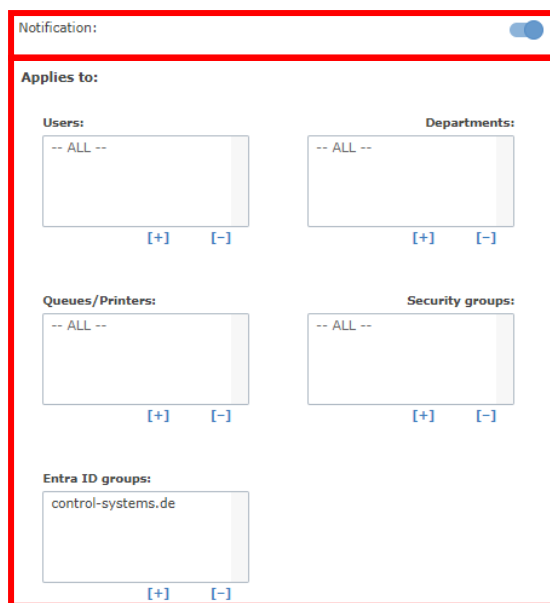 Notification:
Applies to:
Users:
-- ALL --
[+] [−]
Departments:
-- ALL --
[+] [−]
Queues/Printers:
-- ALL --
[+] [−]
Security groups:
-- ALL --
[+] [−]
Entra ID groups:
control-systems.de
[+] [−]